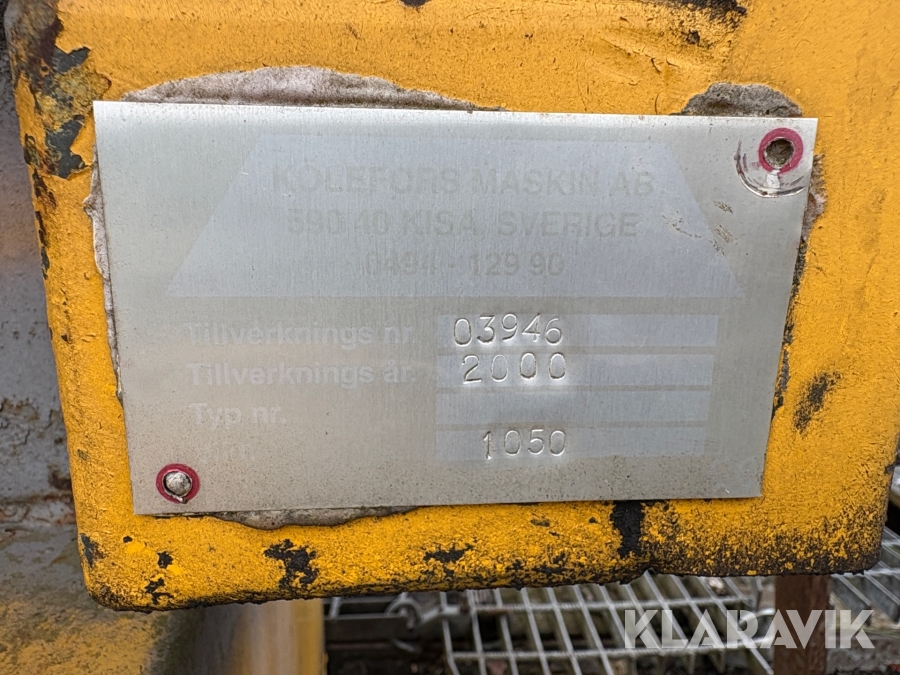 KÖLEFORS MASKIN AB
590 40 KISA, SVERIGE
0494 - 129 90
Tillverknings nr. 03946
Tillverknings år. 2000
Typ nr.
1050
KLARAVIK